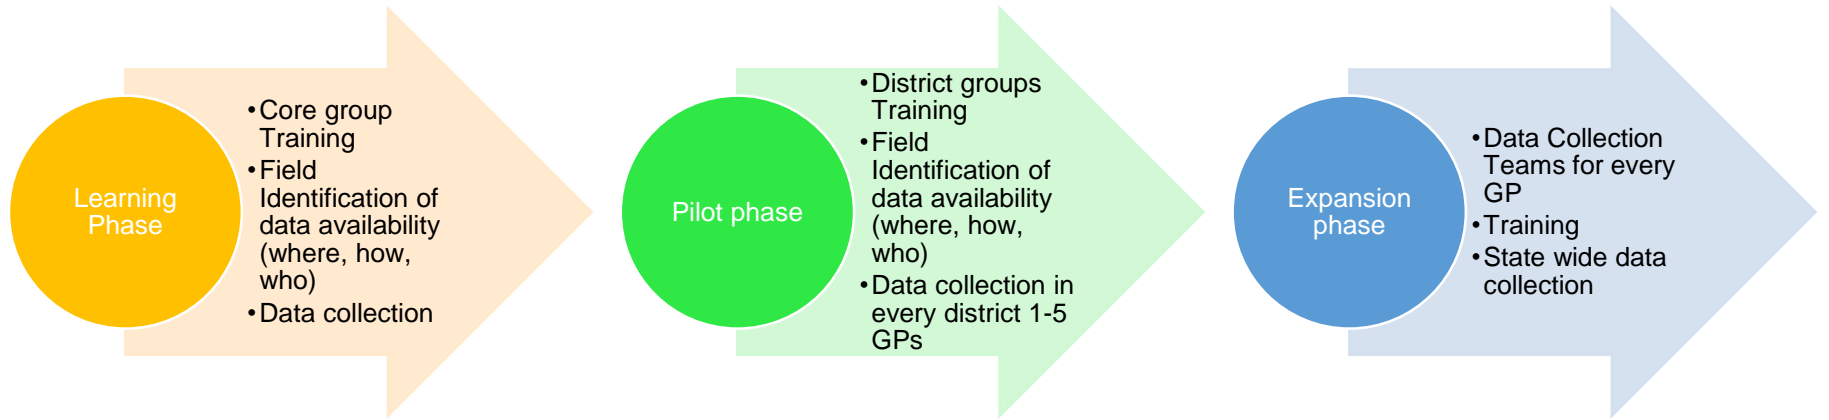 Learning
Phase
•Core group
Training
•Field
Identification of
data availability
(where, how,
who)
•Data collection
Pilot phase
•District groups
Training
•Field
Identification of
data availability
(where, how,
who)
•Data collection in
every district 1-5
GPs
Expansion
phase
•Data Collection
Teams for every
GP
•Training
•State wide data
collection